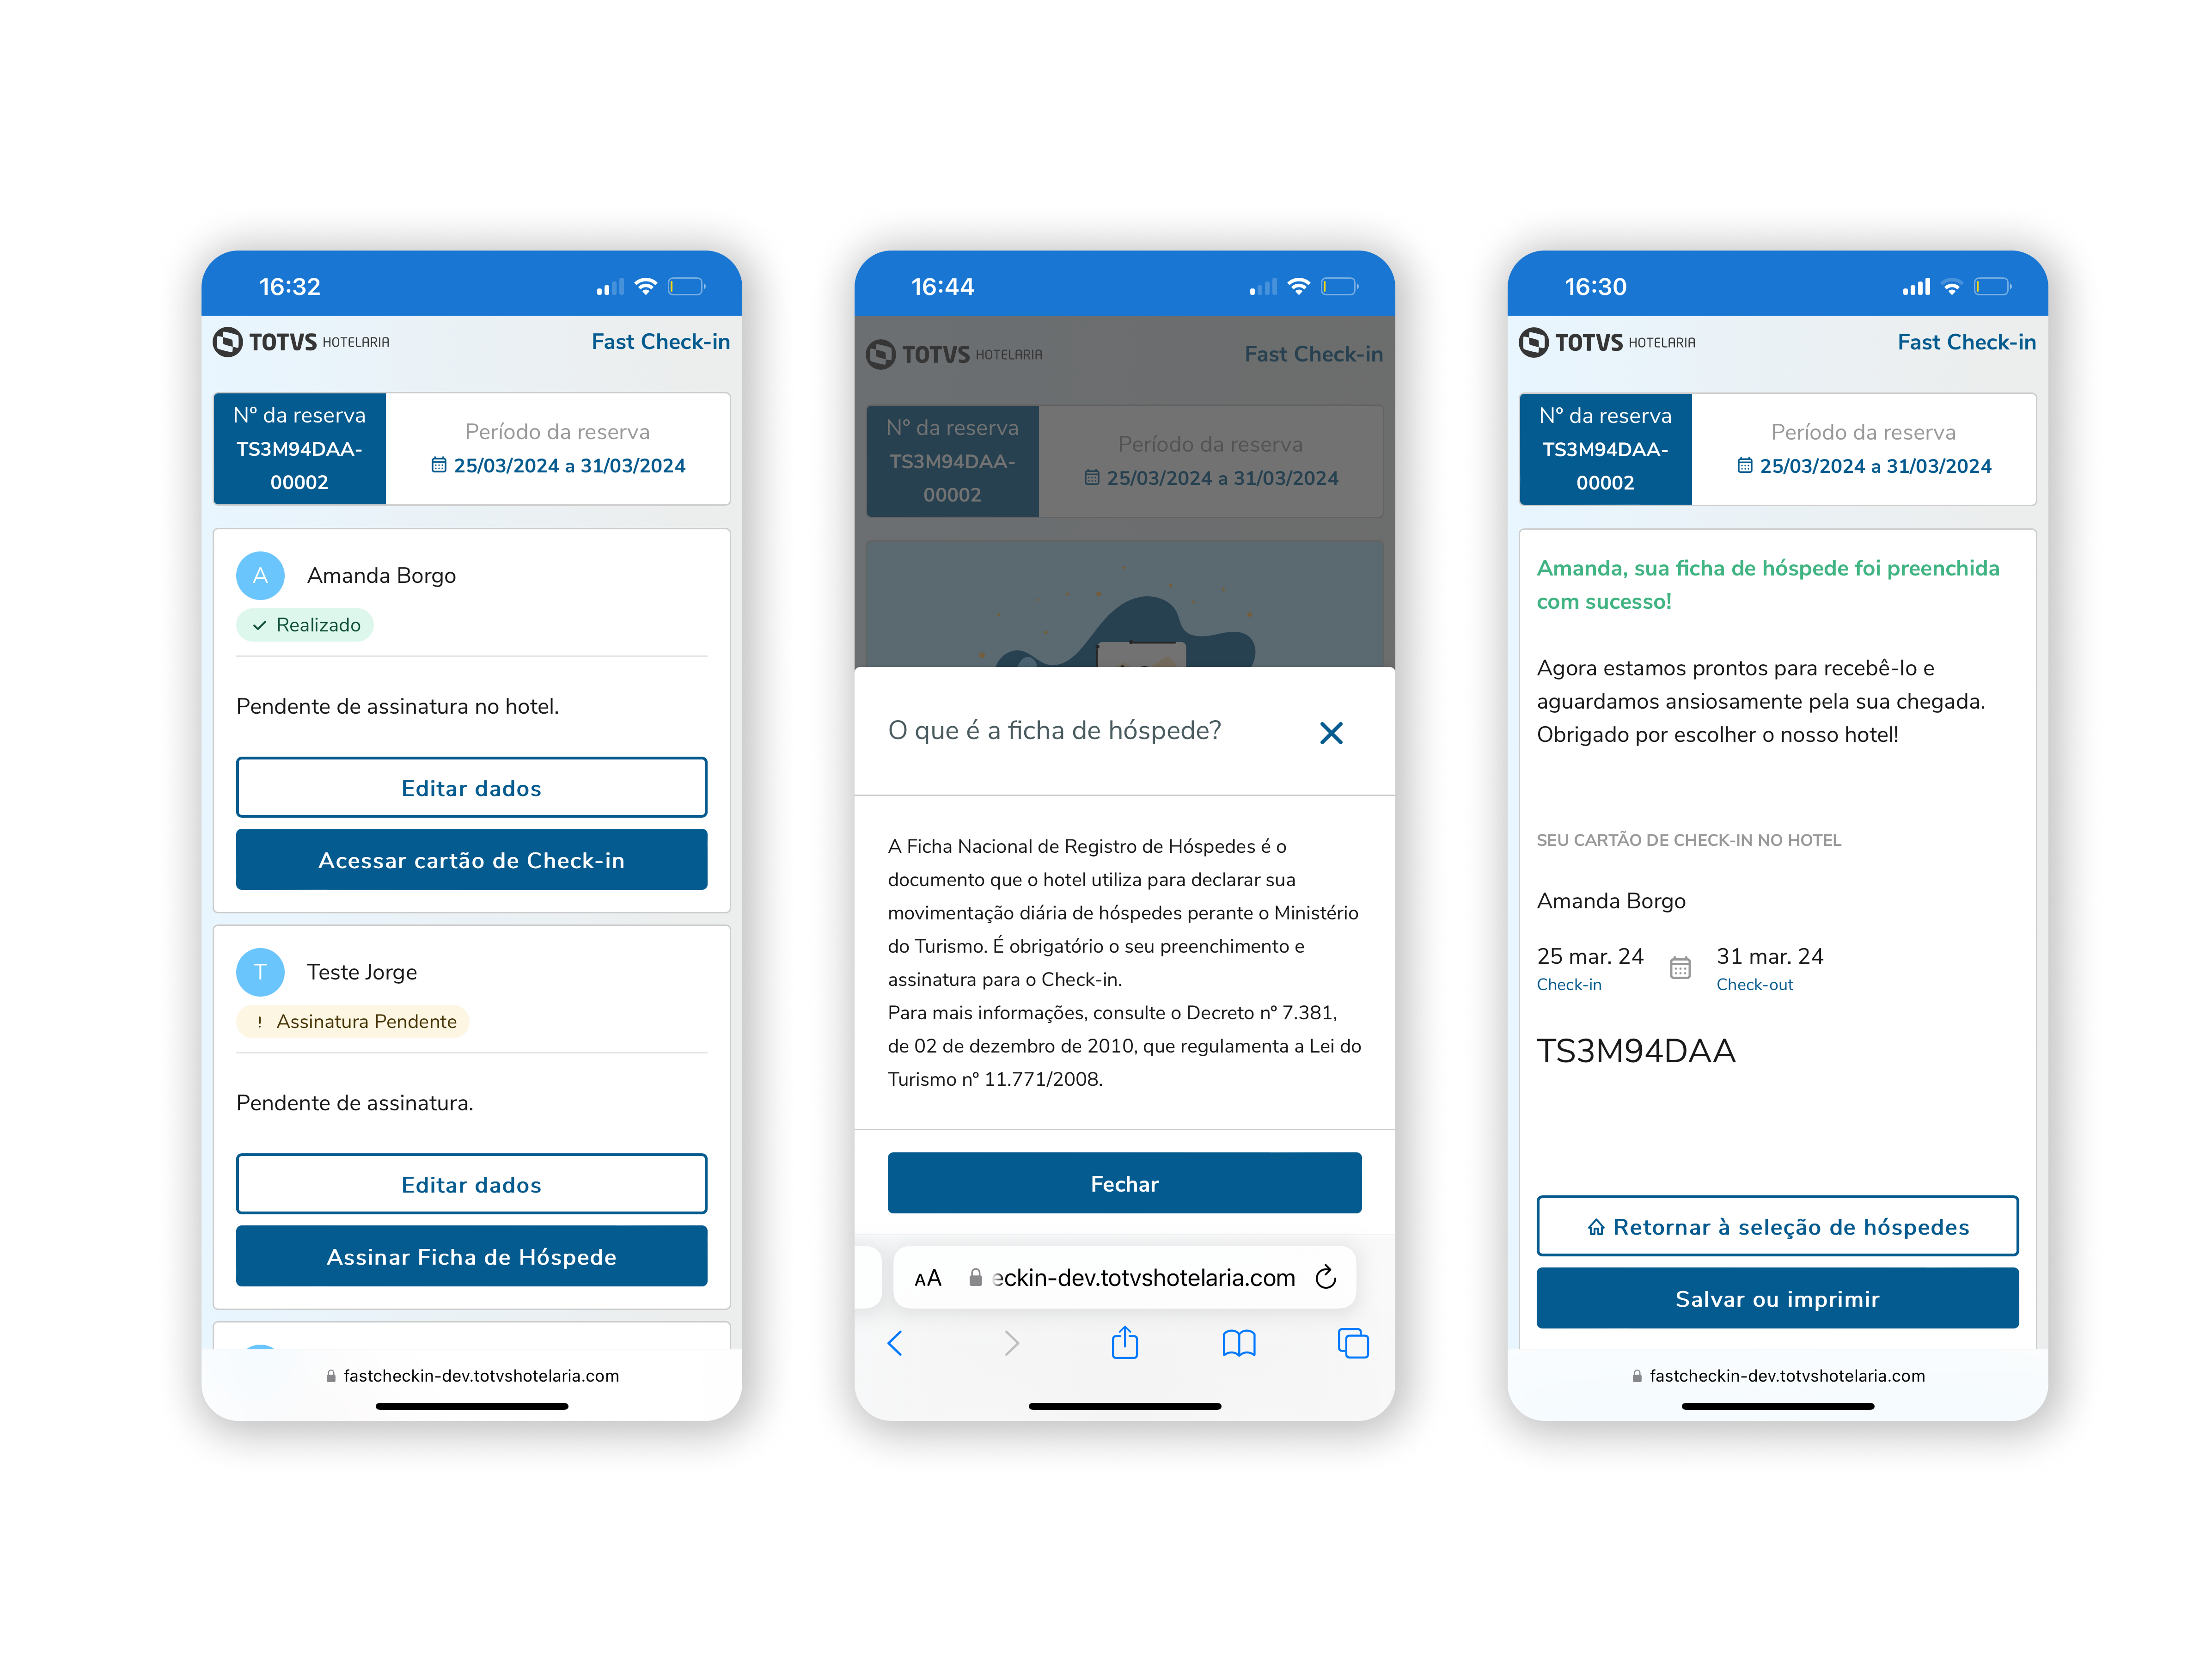 16:32
TOTVS HOTELARIA
Fast Check-in
Nº da reserva
TS3M94DAA-
00002
Período da reserva
25/03/2024 a 31/03/2024
A
Amanda Borgo
Realizado
Pendente de assinatura no hotel.
Editar dados
Acessar cartão de Check-in
T
Teste Jorge
! Assinatura Pendente
Pendente de assinatura.
Editar dados
Assinar Ficha de Hóspede
fastcheckin-dev.totvshotelaria.com
16:44
TOTVS HOTELARIA
Fast Check-in
Nº da reserva
TS3M94DAA-
00002
Período da reserva
25/03/2024 a 31/03/2024
O que é a ficha de hóspede?
A Ficha Nacional de Registro de Hóspedes é o
documento que o hotel utiliza para declarar sua
movimentação diária de hóspedes perante o Ministério
do Turismo. É obrigatório o seu preenchimento e
assinatura para o Check-in.
Para mais informações, consulte o Decreto nº 7.381,
de 02 de dezembro de 2010, que regulamenta a Lei do
Turismo nº 11.771/2008.
Fechar
AA eckin-dev.totvshotelaria.com
16:30
TOTVS HOTELARIA
Fast Check-in
Nº da reserva
TS3M94DAA-
00002
Período da reserva
25/03/2024 a 31/03/2024
Amanda, sua ficha de hóspede foi preenchida
com sucesso!
Agora estamos prontos para recebê-lo e
aguardamos ansiosamente pela sua chegada.
Obrigado por escolher o nosso hotel!
SEU CARTÃO DE CHECK-IN NO HOTEL
Amanda Borgo
25 mar. 24
Check-in
31 mar. 24
Check-out
TS3M94DAA
Retornar à seleção de hóspedes
Salvar ou imprimir
fastcheckin-dev.totvshotelaria.com